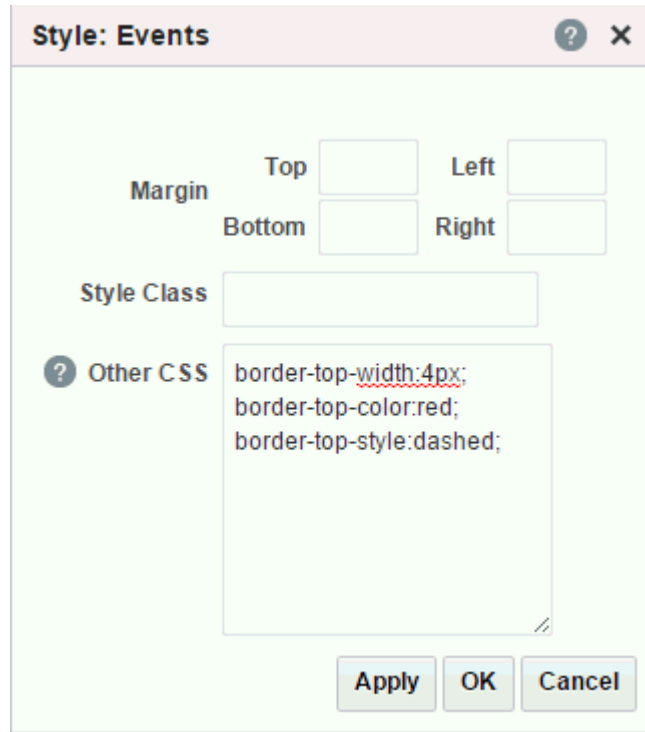 Style: Events ? ×
Top Left
Margin
Bottom Right
Style Class
? Other CSS
border-top-width:4px;
border-top-color:red;
border-top-style:dashed;
Apply OK Cancel